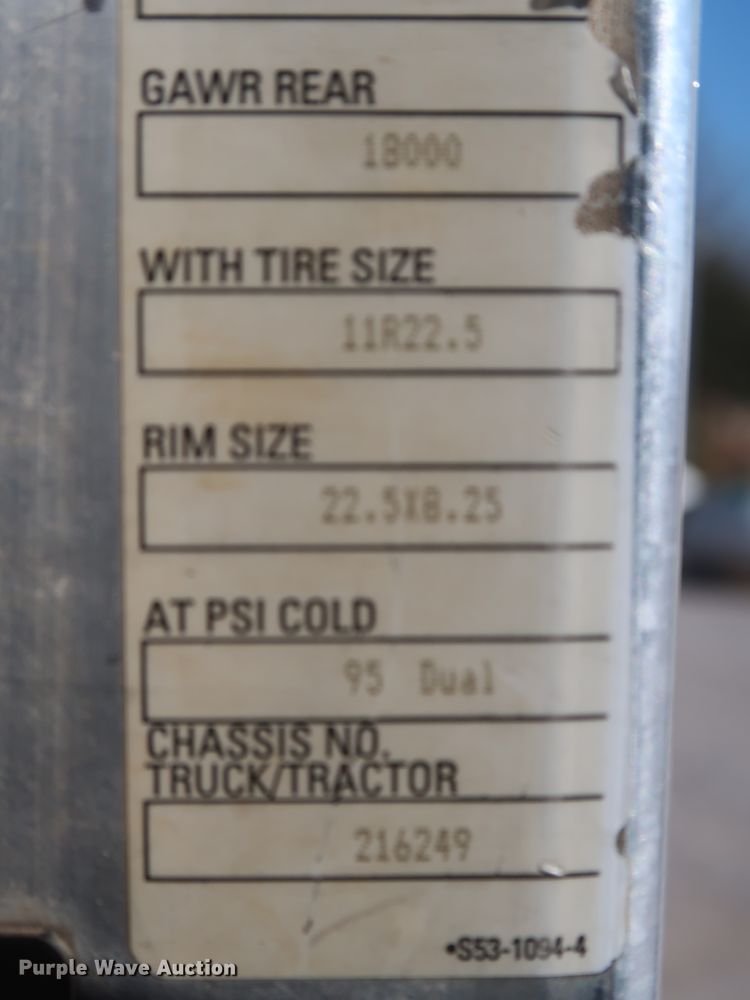 GAWR REAR
18000
WITH TIRE SIZE
11R22.5
RIM SIZE
22.5X8.25
AT PSI COLD
95 Dual
CHASSIS NO.
TRUCK/TRACTOR
216249
•S53-1094-4
Purple Wave Auction